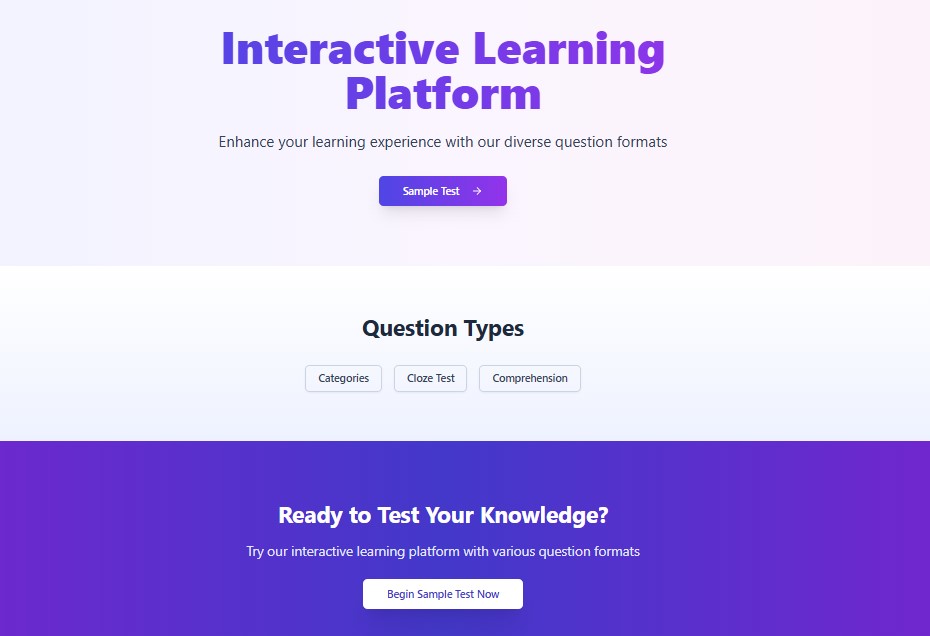 Interactive Learning
Platform
Enhance your learning experience with our diverse question formats
Sample Test →
Question Types
Categories Cloze Test Comprehension
Ready to Test Your Knowledge?
Try our interactive learning platform with various question formats
Begin Sample Test Now